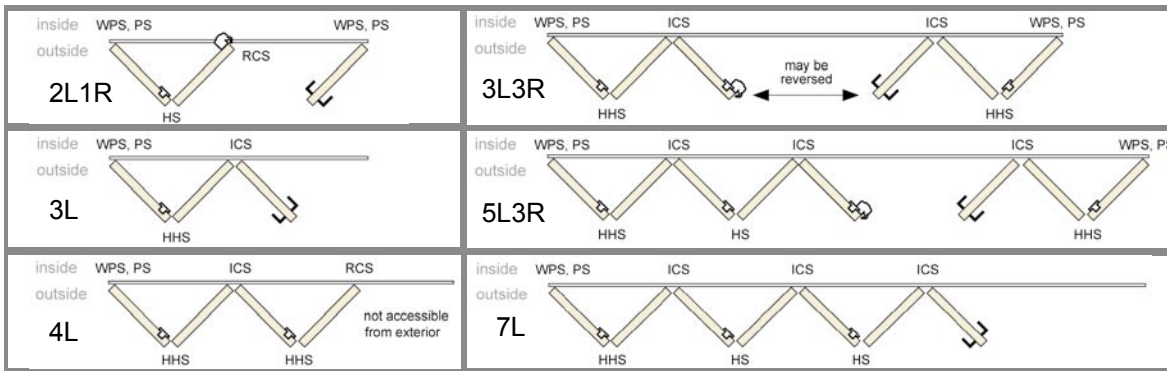 inside WPS, PS WPS, PS
outside RCS
2L1R
HS
inside WPS, PS ICS ICS WPS, PS
outside
may be
reversed
3L3R
HHS HHS
inside WPS, PS ICS
outside
3L
HHS
inside WPS, PS ICS ICS ICS WPS, PS
outside
5L3R
HHS HS HHS
inside WPS, PS ICS RCS
outside
not accessible
from exterior
4L
HHS HHS
inside WPS, PS ICS ICS ICS
outside
7L
HHS HS HS